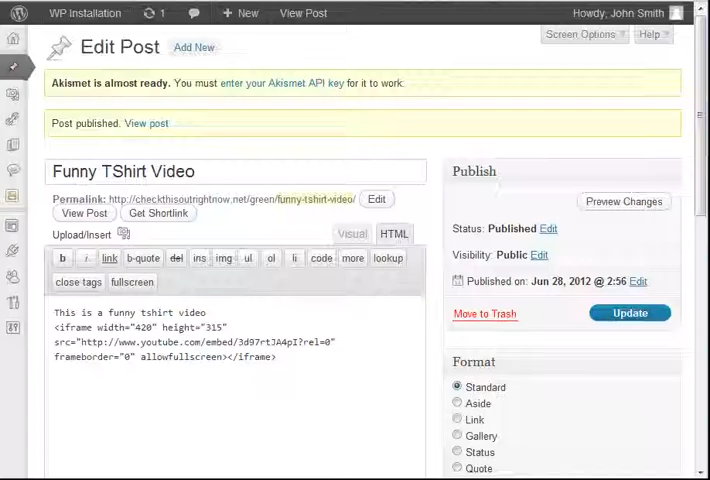 WP Installation 1 New View Post Howdy, John Smith
Edit Post Add New
Screen Options Help
Akismet is almost ready. You must enter your Akismet API key for it to work.
Post published. View post
Funny TShirt Video
Permalink: http://checkthisoutrightnow.net/green/funny-tshirt-video/ Edit
View Post Get Shortlink
Upload/Insert Visual HTML
b i link b-quote del ins img ul ol li code more lookup
close tags fullscreen
This is a funny tshirt video
<iframe width="420" height="315"
src="http://www.youtube.com/embed/3d97rtJA4pI?rel=0"
frameborder="0" allowfullscreen></iframe>
Publish
Preview Changes
Status: Published Edit
Visibility: Public Edit
Published on: Jun 28, 2012 @ 2:56 Edit
Move to Trash Update
Format
Standard
Aside
Link
Gallery
Status
Quote